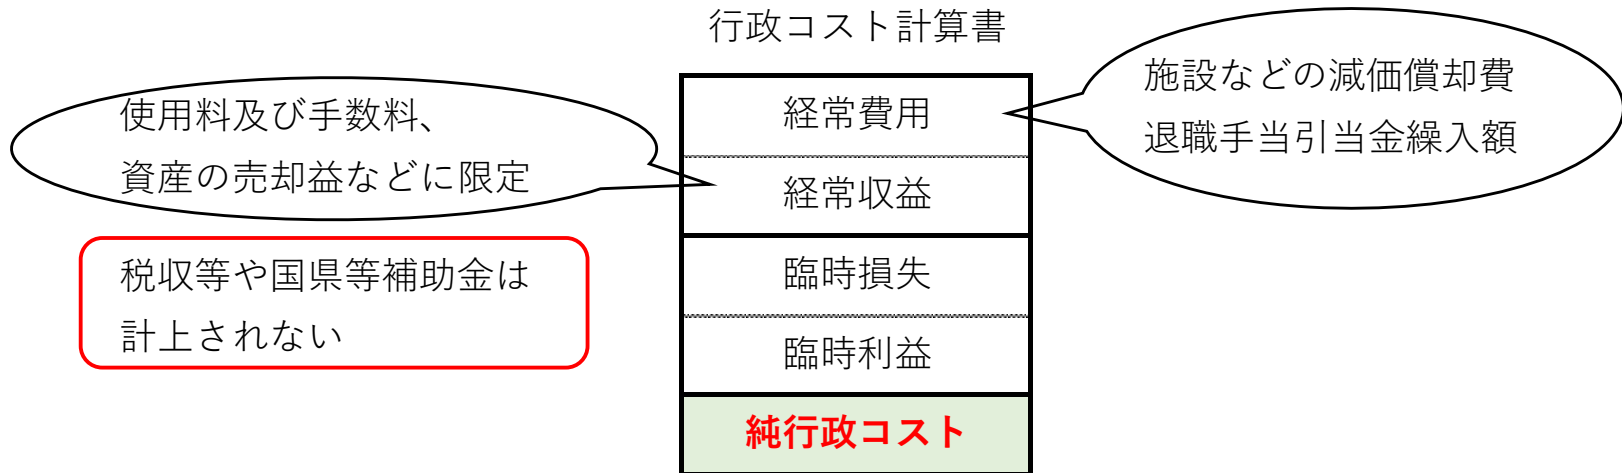 行政コスト計算書
使用料及び手数料、
資産の売却益などに限定
税収等や国県等補助金は
計上されない
経常費用
経常収益
臨時損失
臨時利益
純行政コスト
施設などの減価償却費
退職手当引当金繰入額